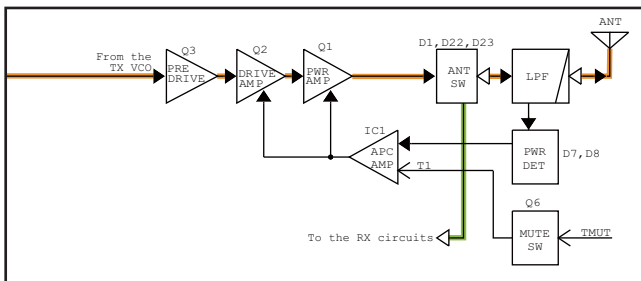 ANT
Q3
Q2
Q1
D1, D22, D23
From the
TX VCO
PRE
DRIVE
DRIVE
AMP
PWR
AMP
ANT
SW
LPF
IC1
APC
AMP
T1
PWR
DET
D7, D8
Q6
To the RX circuits
MUTE
SW
TMUT